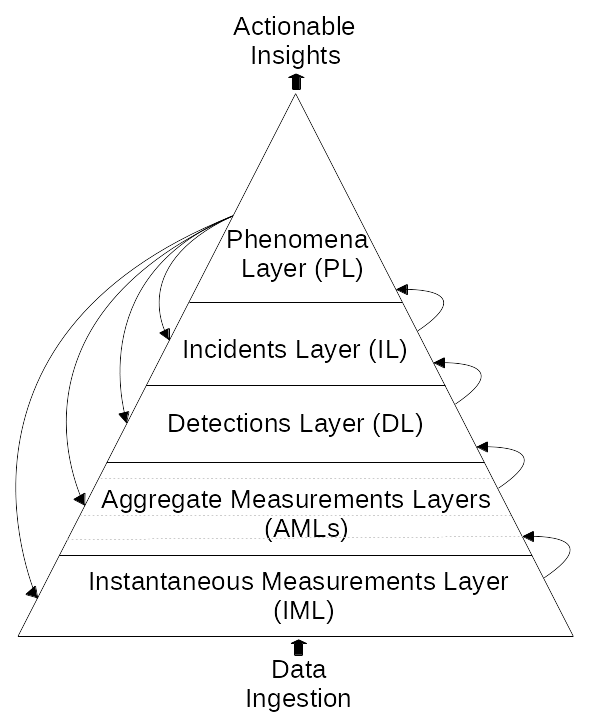 Actionable
Insights
Phenomena
Layer (PL)
Incidents Layer (IL)
Detections Layer (DL)
Aggregate Measurements Layers
(AMLs)
Instantaneous Measurements Layer
(IML)
Data
Ingestion